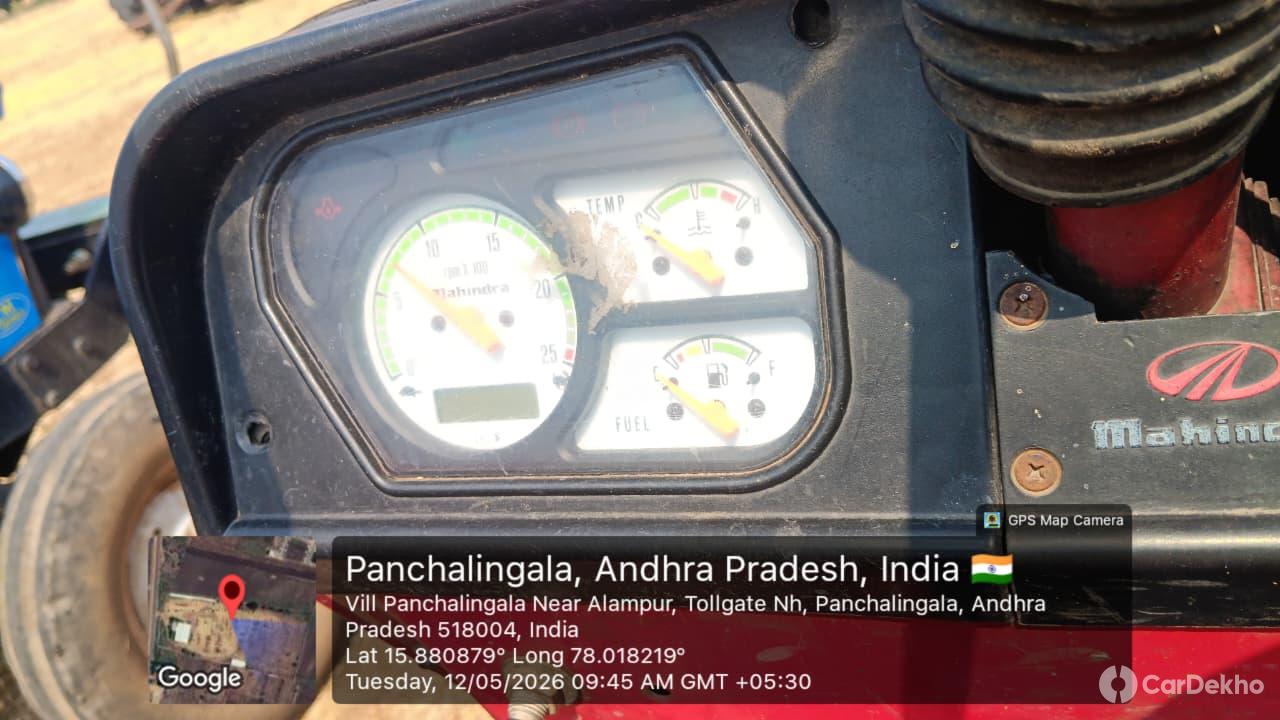 TEMP
C
H
10
15
rpm X 100
Mahindra
5
20
0
25
E
F
FUEL
Mahind
GPS Map Camera
Panchalingala, Andhra Pradesh, India
Vill Panchalingala Near Alampur, Tollgate Nh, Panchalingala, Andhra
Pradesh 518004, India
Lat 15.880879° Long 78.018219°
Tuesday, 12/05/2026 09:45 AM GMT +05:30
Google
CarDekho